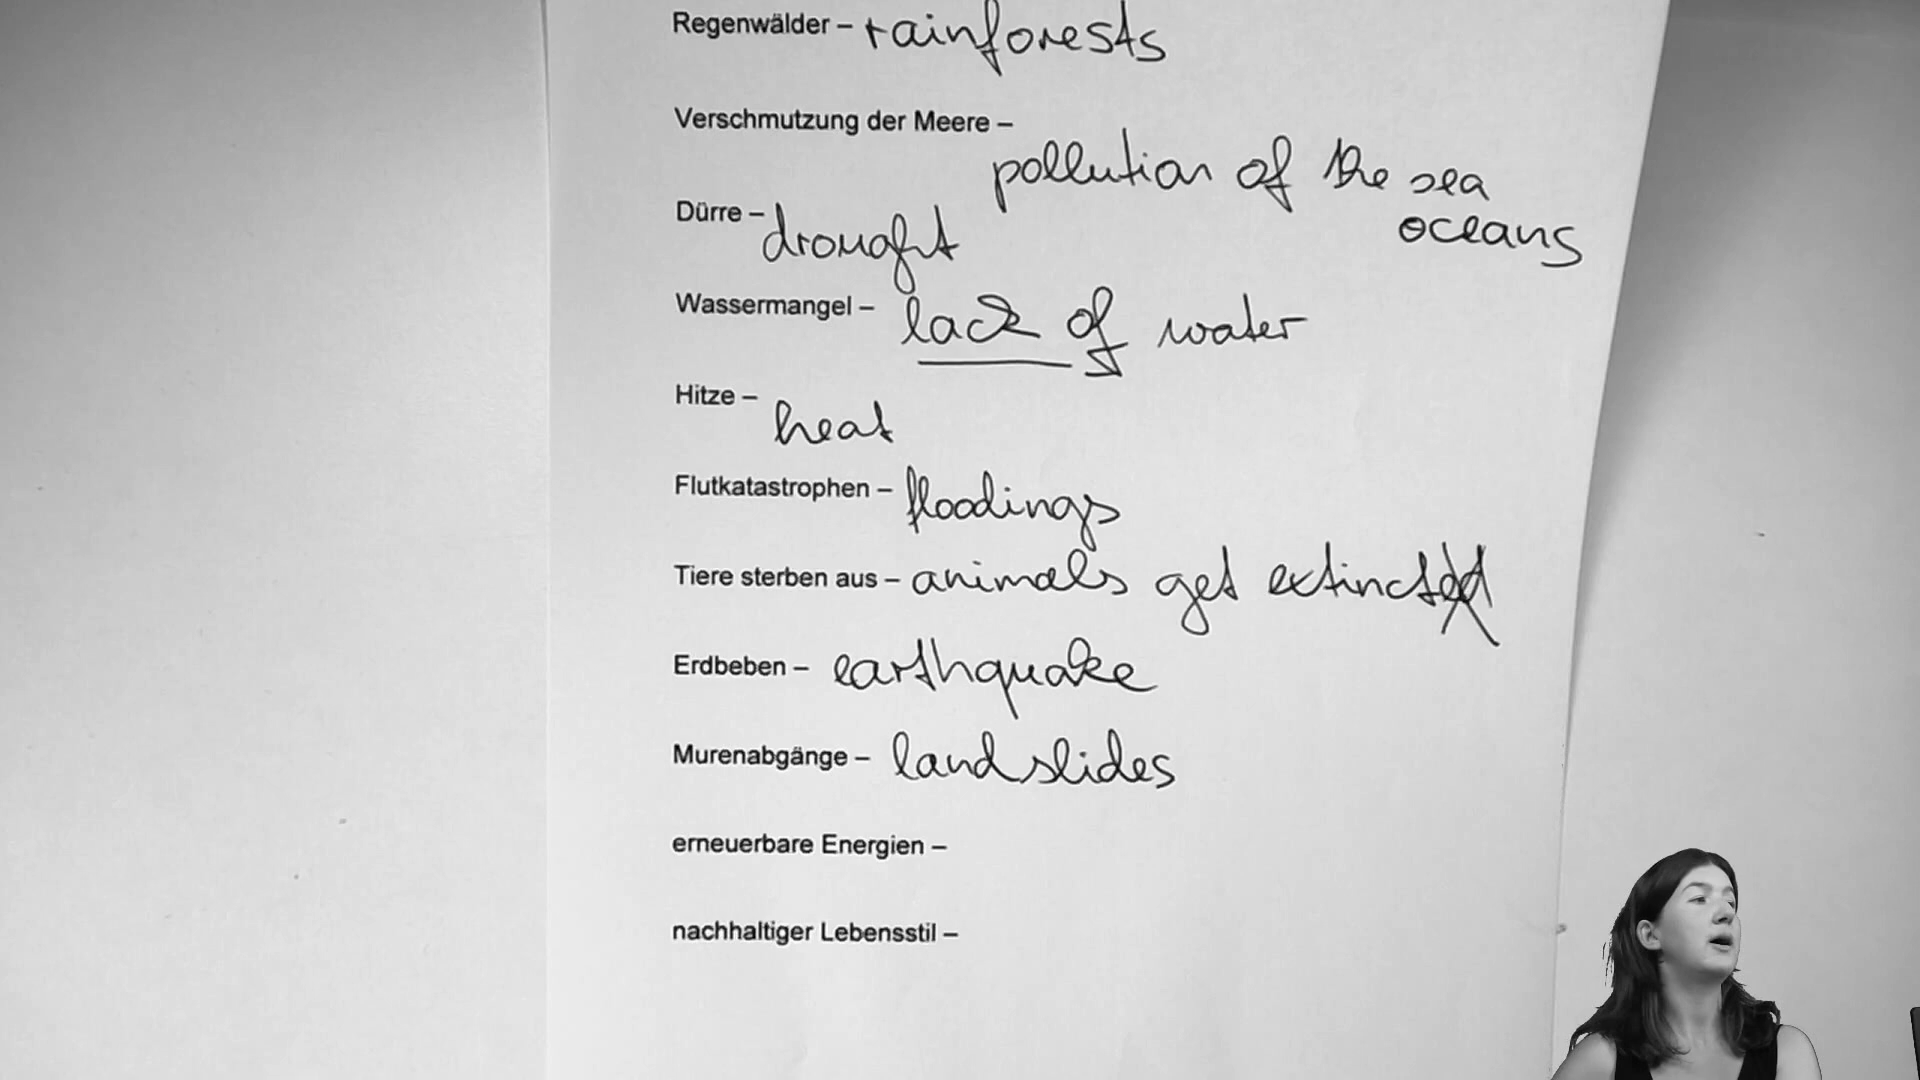 Regenwälder – rainforests
Verschmutzung der Meere –
pollution of the sea
oceans
Dürre – drought
Wassermangel – lack of water
Hitze – heat
Flutkatastrophen – floodings
Tiere sterben aus – animals get extincted
Erdbeben – earthquake
Murenabgänge – landslides
erneuerbare Energien –
nachhaltiger Lebensstil –